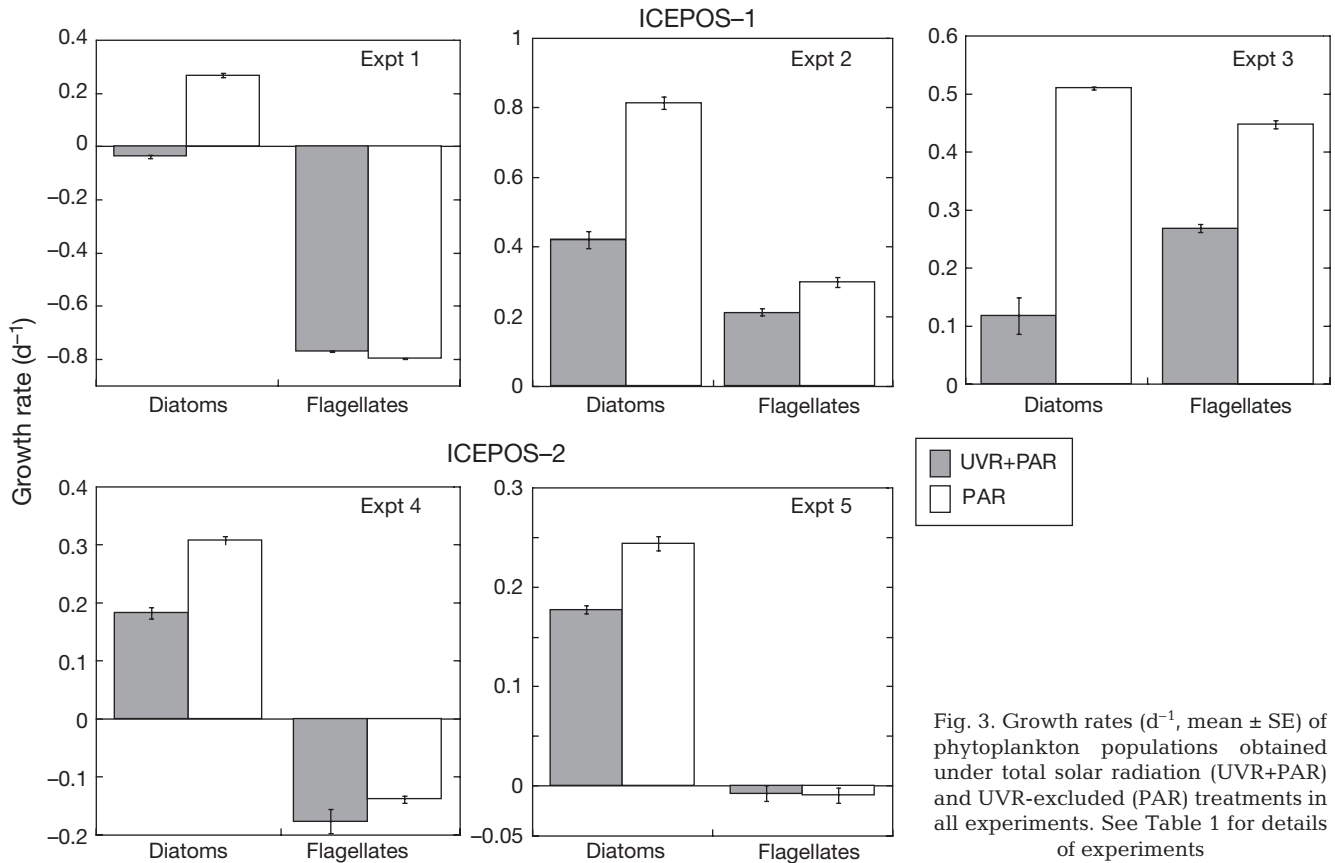 ICEPOS–1
Growth rate (d⁻¹)
Expt 1
0.4
0.2
0
–0.2
–0.4
–0.6
–0.8
Diatoms Flagellates
Expt 2
1
0.8
0.6
0.4
0.2
0
Diatoms Flagellates
Expt 3
0.6
0.5
0.4
0.3
0.2
0.1
0
Diatoms Flagellates
ICEPOS–2
Expt 4
0.4
0.3
0.2
0.1
0
–0.1
–0.2
Diatoms Flagellates
Expt 5
0.3
0.2
0.1
0
–0.05
Diatoms Flagellates
UVR+PAR
PAR
Fig. 3. Growth rates (d⁻¹, mean ± SE) of
phytoplankton populations obtained
under total solar radiation (UVR+PAR)
and UVR-excluded (PAR) treatments in
all experiments. See Table 1 for details
of experiments